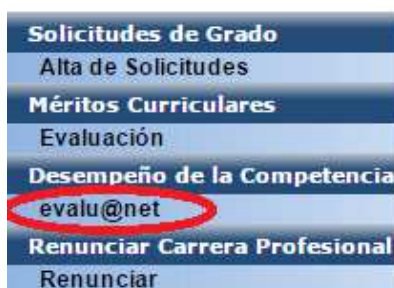 Solicitudes de Grado
Alta de Solicitudes
Méritos Curriculares
Evaluación
Desempeño de la Competencia
evalu@net
Renunciar Carrera Profesional
Renunciar